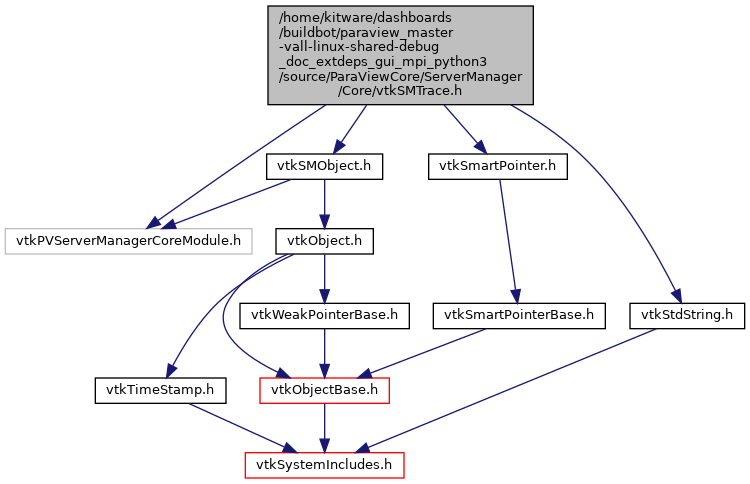 /home/kitware/dashboards
/buildbot/paraview_master
-vall-linux-shared-debug
_doc_extdeps_gui_mpi_python3
/source/ParaViewCore/ServerManager
/Core/vtkSMTrace.h
vtkSMObject.h
vtkSmartPointer.h
vtkPVServerManagerCoreModule.h
vtkObject.h
vtkWeakPointerBase.h
vtkSmartPointerBase.h
vtkStdString.h
vtkTimeStamp.h
vtkObjectBase.h
vtkSystemIncludes.h